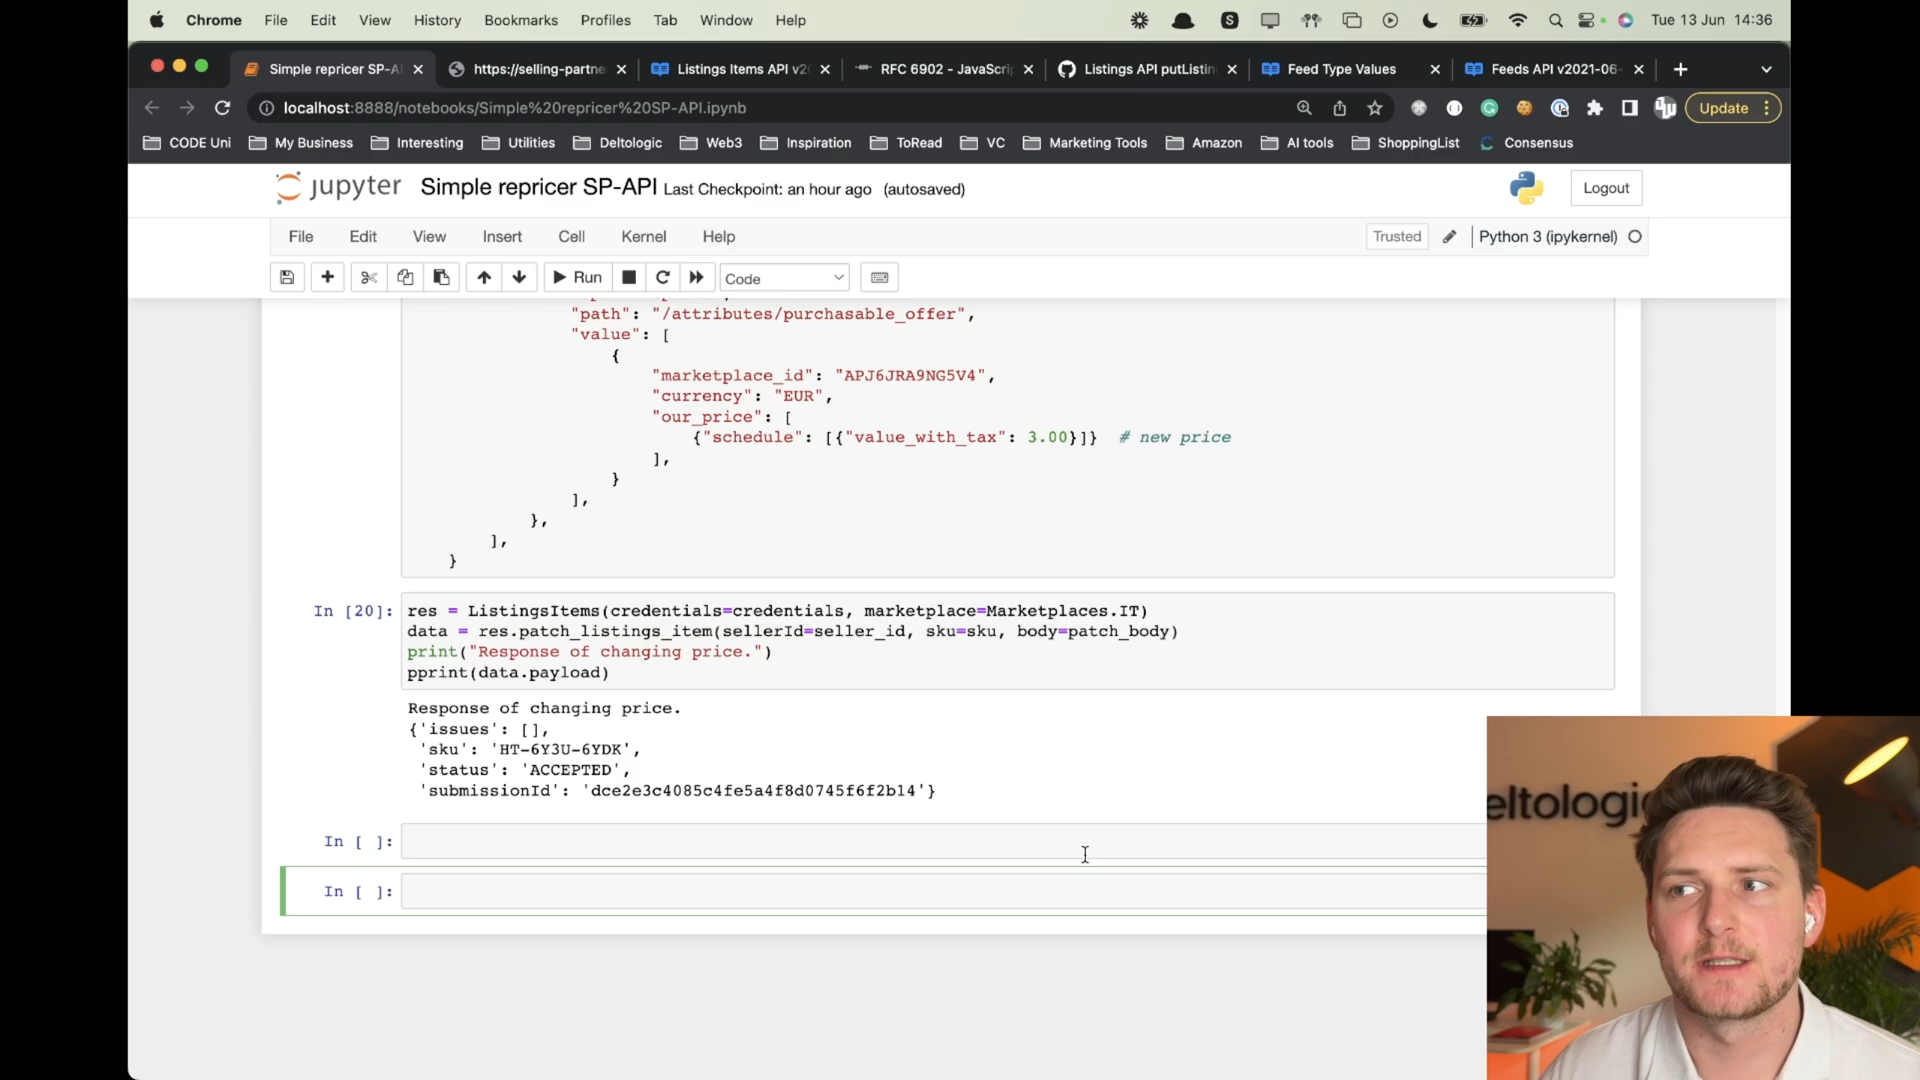 Chrome File Edit View History Bookmarks Profiles Tab Window Help Tue 13 Jun 14:36
Simple repricer SP-A https://selling-partne Listings Items API v2 RFC 6902 - JavaScri Listings API putListin Feed Type Values Feeds API v2021-06-
localhost:8888/notebooks/Simple%20repricer%20SP-API.ipynb Update
CODE Uni My Business Interesting Utilities Deltologic Web3 Inspiration ToRead VC Marketing Tools Amazon AI tools ShoppingList Consensus
jupyter Simple repricer SP-API Last Checkpoint: an hour ago (autosaved) Logout
File Edit View Insert Cell Kernel Help Trusted Python 3 (ipykernel)
Run Code
"path": "/attributes/purchasable_offer",
"value": [
{
"marketplace_id": "APJ6JRA9NG5V4",
"currency": "EUR",
"our_price": [
{"schedule": [{"value_with_tax": 3.00}]} # new price
],
}
],
},
],
}
In [20]: res = ListingsItems(credentials=credentials, marketplace=Marketplaces.IT)
data = res.patch_listings_item(sellerId=seller_id, sku=sku, body=patch_body)
print("Response of changing price.")
pprint(data.payload)
Response of changing price.
{'issues': [],
'sku': 'HT-6Y3U-6YDK',
'status': 'ACCEPTED',
'submissionId': 'dce2e3c4085c4fe5a4f8d0745f6f2b14'}
In [ ]:
In [ ]:
eltologic